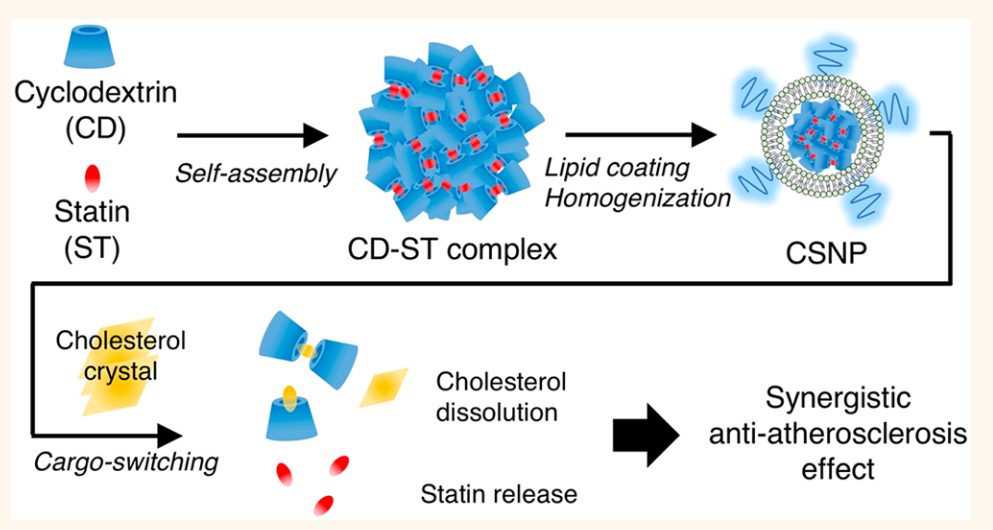 Cyclodextrin
(CD)
Statin
(ST)
Self-assembly
CD-ST complex
Lipid coating
Homogenization
CSNP
Cholesterol
crystal
Cargo-switching
Cholesterol
dissolution
Statin release
Synergistic
anti-atherosclerosis
effect